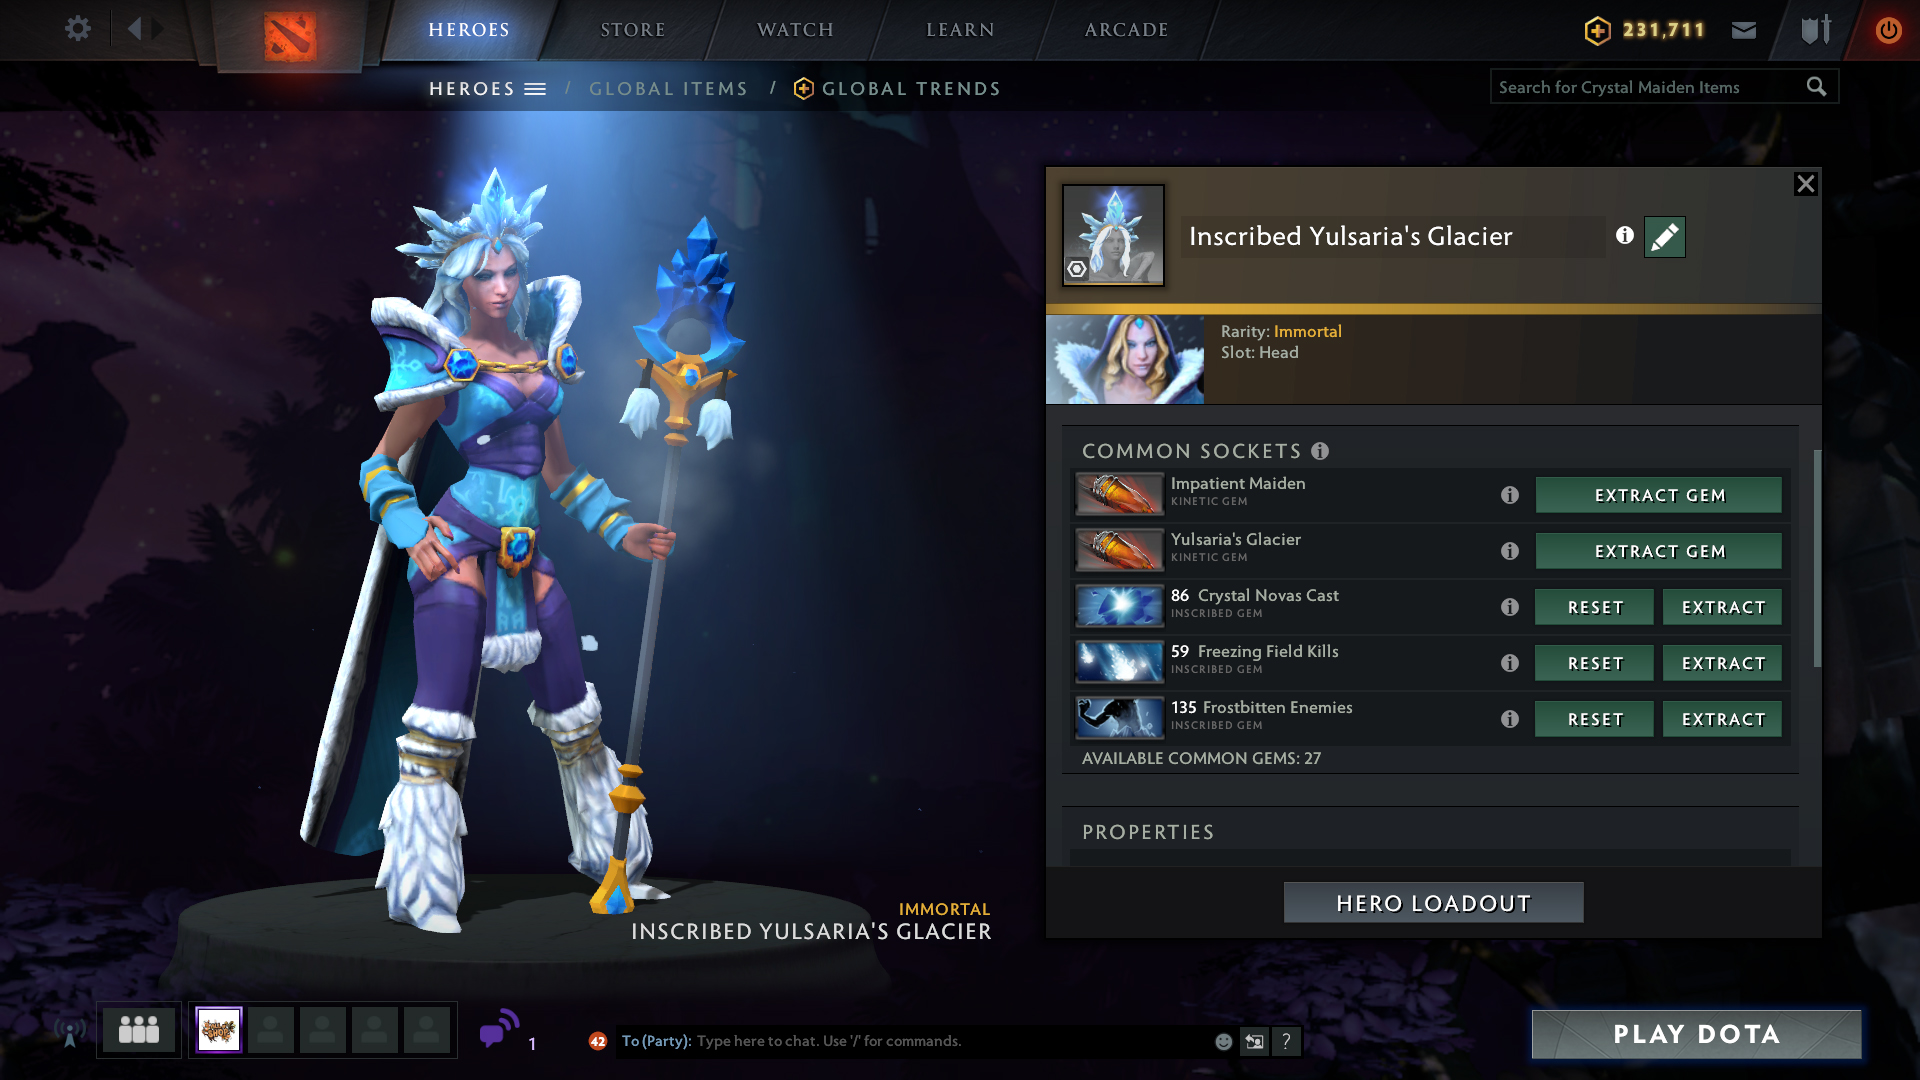 HEROES
STORE
WATCH
LEARN
ARCADE
231,711
HEROES / GLOBAL ITEMS / GLOBAL TRENDS
Search for Crystal Maiden Items
Inscribed Yulsaria's Glacier
Rarity: Immortal
Slot: Head
COMMON SOCKETS
Impatient Maiden
KINETIC GEM
EXTRACT GEM
Yulsaria's Glacier
KINETIC GEM
EXTRACT GEM
86 Crystal Novas Cast
INSCRIBED GEM
RESET
EXTRACT
59 Freezing Field Kills
INSCRIBED GEM
RESET
EXTRACT
135 Frostbitten Enemies
INSCRIBED GEM
RESET
EXTRACT
AVAILABLE COMMON GEMS: 27
PROPERTIES
HERO LOADOUT
IMMORTAL
INSCRIBED YULSARIA'S GLACIER
1
42
To (Party): Type here to chat. Use '/' for commands.
?
PLAY DOTA